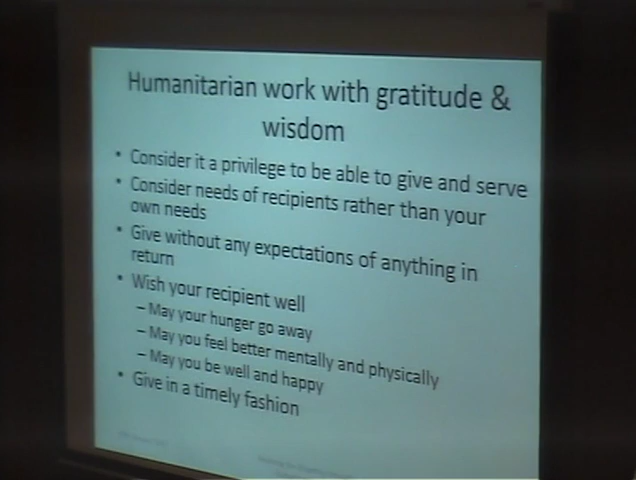 Humanitarian work with gratitude &
wisdom
• Consider it a privilege to be able to give and serve
• Consider needs of recipients rather than your
own needs
• Give without any expectations of anything in
return
• Wish your recipient well
– May your hunger go away
– May you feel better mentally and physically
– May you be well and happy
• Give in a timely fashion